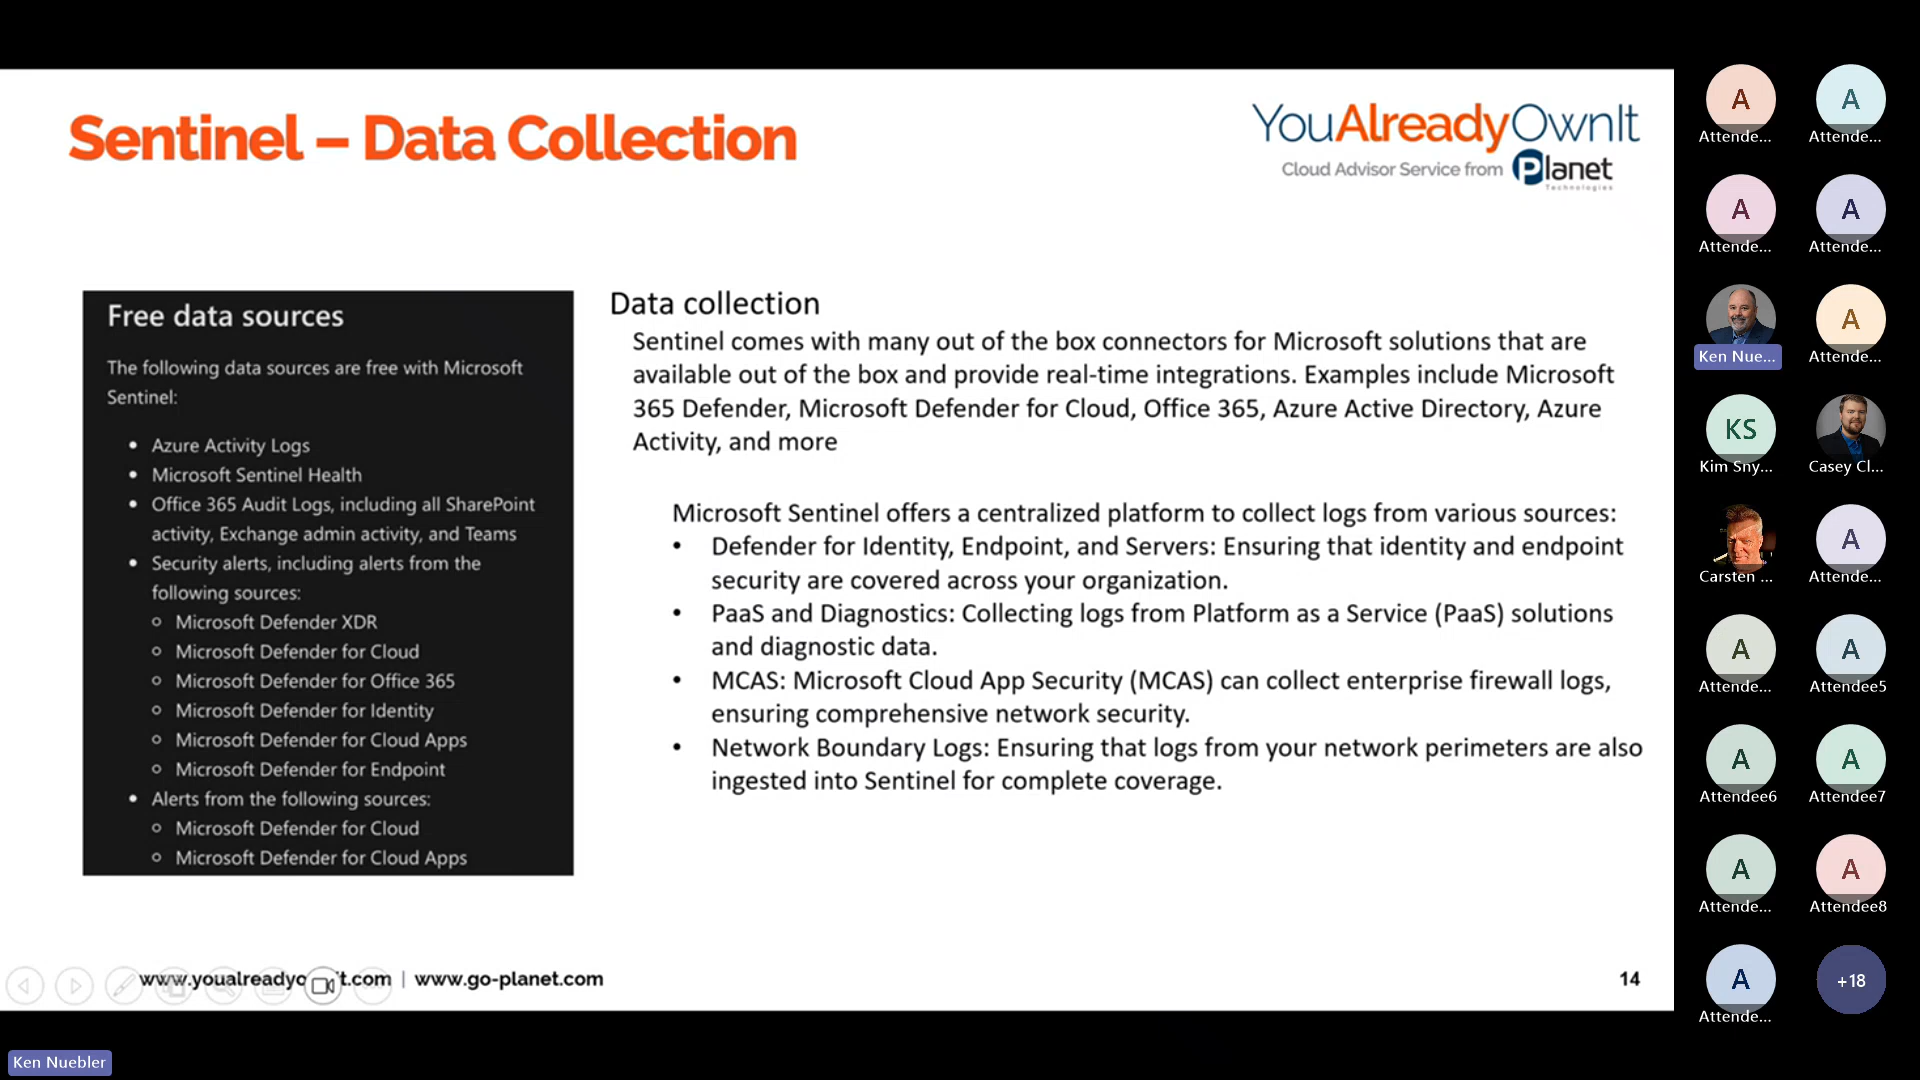 Sentinel – Data Collection
YouAlreadyOwnIt
Cloud Advisor Service from Planet
Technologies
Free data sources
The following data sources are free with Microsoft
Sentinel:
• Azure Activity Logs
• Microsoft Sentinel Health
• Office 365 Audit Logs, including all SharePoint
activity, Exchange admin activity, and Teams
• Security alerts, including alerts from the
following sources:
○ Microsoft Defender XDR
○ Microsoft Defender for Cloud
○ Microsoft Defender for Office 365
○ Microsoft Defender for Identity
○ Microsoft Defender for Cloud Apps
○ Microsoft Defender for Endpoint
• Alerts from the following sources:
○ Microsoft Defender for Cloud
○ Microsoft Defender for Cloud Apps
Data collection
Sentinel comes with many out of the box connectors for Microsoft solutions that are
available out of the box and provide real-time integrations. Examples include Microsoft
365 Defender, Microsoft Defender for Cloud, Office 365, Azure Active Directory, Azure
Activity, and more
Microsoft Sentinel offers a centralized platform to collect logs from various sources:
• Defender for Identity, Endpoint, and Servers: Ensuring that identity and endpoint
security are covered across your organization.
• PaaS and Diagnostics: Collecting logs from Platform as a Service (PaaS) solutions
and diagnostic data.
• MCAS: Microsoft Cloud App Security (MCAS) can collect enterprise firewall logs,
ensuring comprehensive network security.
• Network Boundary Logs: Ensuring that logs from your network perimeters are also
ingested into Sentinel for complete coverage.
www.go-planet.com
14
Ken Nuebler
A
Attende...
A
Attende...
A
Attende...
A
Attende...
Ken Nue...
A
Attende...
KS
Kim Sny...
Casey Cl...
Carsten ...
A
Attende...
A
Attende...
A
Attendee5
A
Attendee6
A
Attendee7
A
Attende...
A
Attendee8
A
Attende...
+18